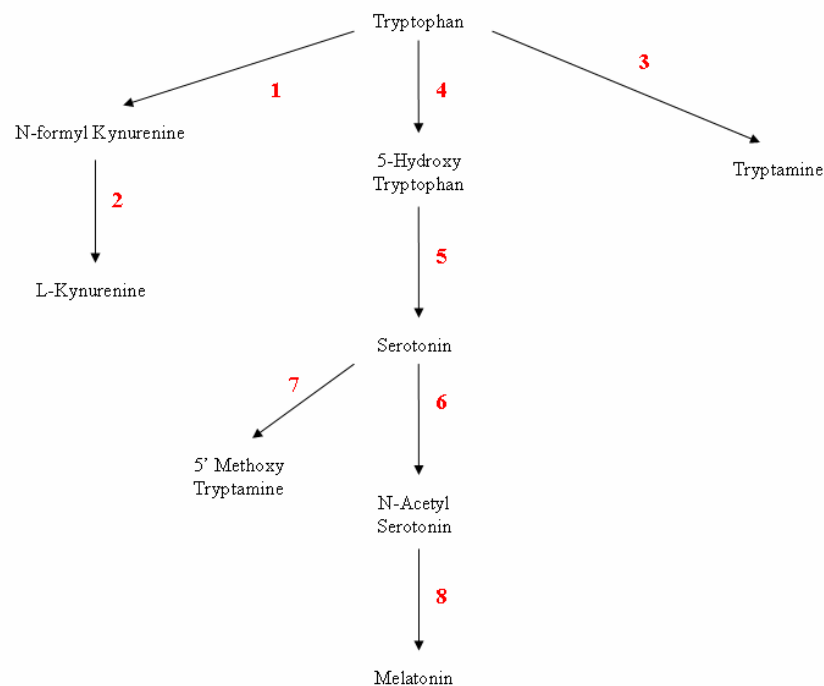 Tryptophan
1
4
3
N-formyl Kynurenine
5-Hydroxy
Tryptophan
Tryptamine
2
5
L-Kynurenine
Serotonin
7
6
5’ Methoxy
Tryptamine
N-Acetyl
Serotonin
8
Melatonin